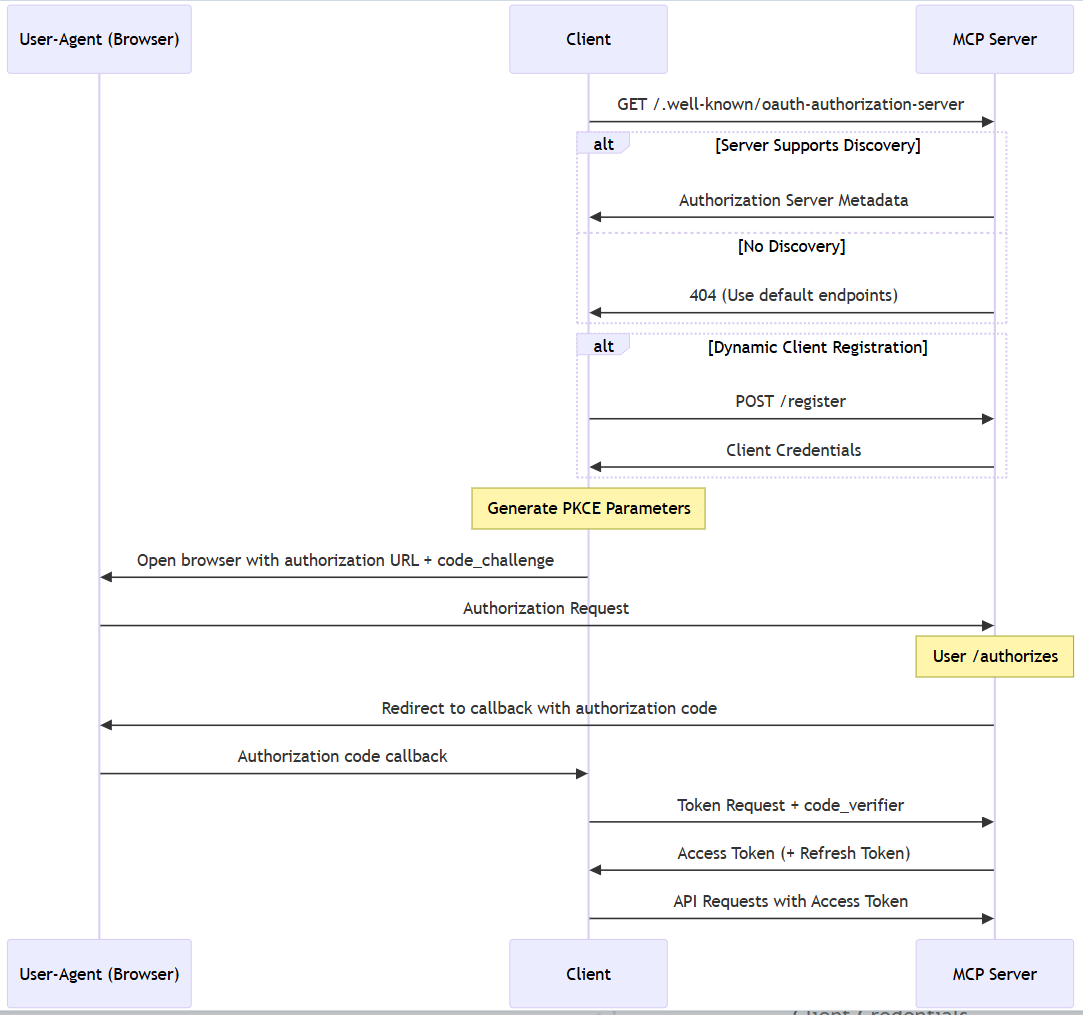 User-Agent (Browser)
Client
MCP Server
GET /.well-known/oauth-authorization-server
alt
[Server Supports Discovery]
Authorization Server Metadata
[No Discovery]
404 (Use default endpoints)
alt
[Dynamic Client Registration]
POST /register
Client Credentials
Generate PKCE Parameters
Open browser with authorization URL + code_challenge
Authorization Request
User /authorizes
Redirect to callback with authorization code
Authorization code callback
Token Request + code_verifier
Access Token (+ Refresh Token)
API Requests with Access Token
User-Agent (Browser)
Client
MCP Server
Client Credentials